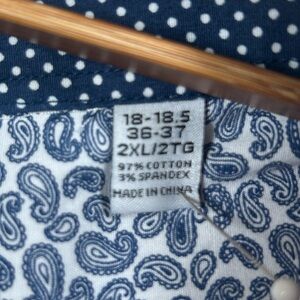 18-18.5
36-37
2XL/2TG
97% COTTON
3% SPANDEX
MADE IN CHINA